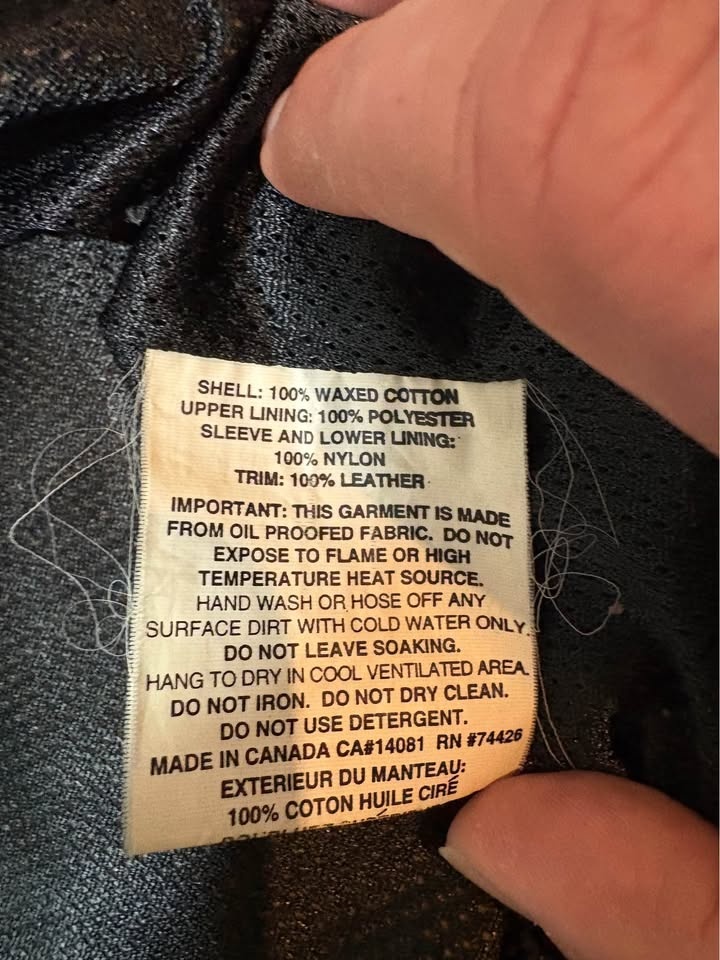 SHELL: 100% WAXED COTTON
UPPER LINING: 100% POLYESTER
SLEEVE AND LOWER LINING:
100% NYLON
TRIM: 100% LEATHER
IMPORTANT: THIS GARMENT IS MADE
FROM OIL PROOFED FABRIC. DO NOT
EXPOSE TO FLAME OR HIGH
TEMPERATURE HEAT SOURCE.
HAND WASH OR HOSE OFF ANY
SURFACE DIRT WITH COLD WATER ONLY.
DO NOT LEAVE SOAKING.
HANG TO DRY IN COOL VENTILATED AREA.
DO NOT IRON. DO NOT DRY CLEAN.
DO NOT USE DETERGENT.
MADE IN CANADA CA#14081 RN #74426
EXTERIEUR DU MANTEAU:
100% COTON HUILE CIRÉ